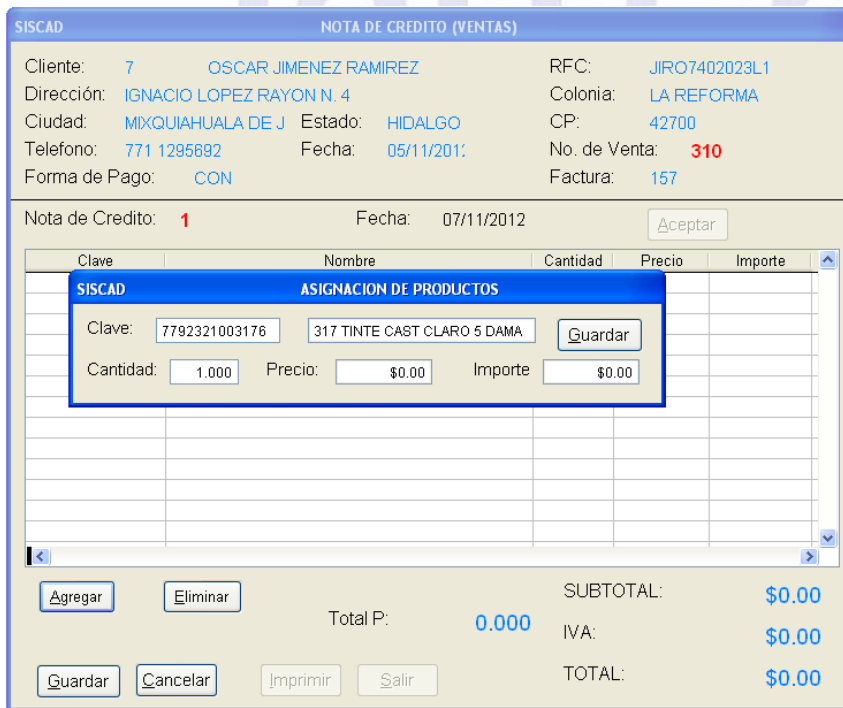 SISCAD NOTA DE CREDITO (VENTAS)
Cliente: 7 OSCAR JIMENEZ RAMIREZ RFC: JIRO7402023L1
Dirección: IGNACIO LOPEZ RAYON N. 4 Colonia: LA REFORMA
Ciudad: MIXQUIAHUALA DE J Estado: HIDALGO CP: 42700
Telefono: 771 1295692 Fecha: 05/11/201 No. de Venta: 310
Forma de Pago: CON Factura: 157
Nota de Credito: 1 Fecha: 07/11/2012 Aceptar
Clave Nombre Cantidad Precio Importe
SISCAD ASIGNACION DE PRODUCTOS
Clave: 7792321003176 317 TINTE CAST CLARO 5 DAMA Guardar
Cantidad: 1.000 Precio: $0.00 Importe $0.00
Agregar Eliminar SUBTOTAL: $0.00
Total P: 0.000 IVA: $0.00
Guardar Cancelar Imprimir Salir TOTAL: $0.00